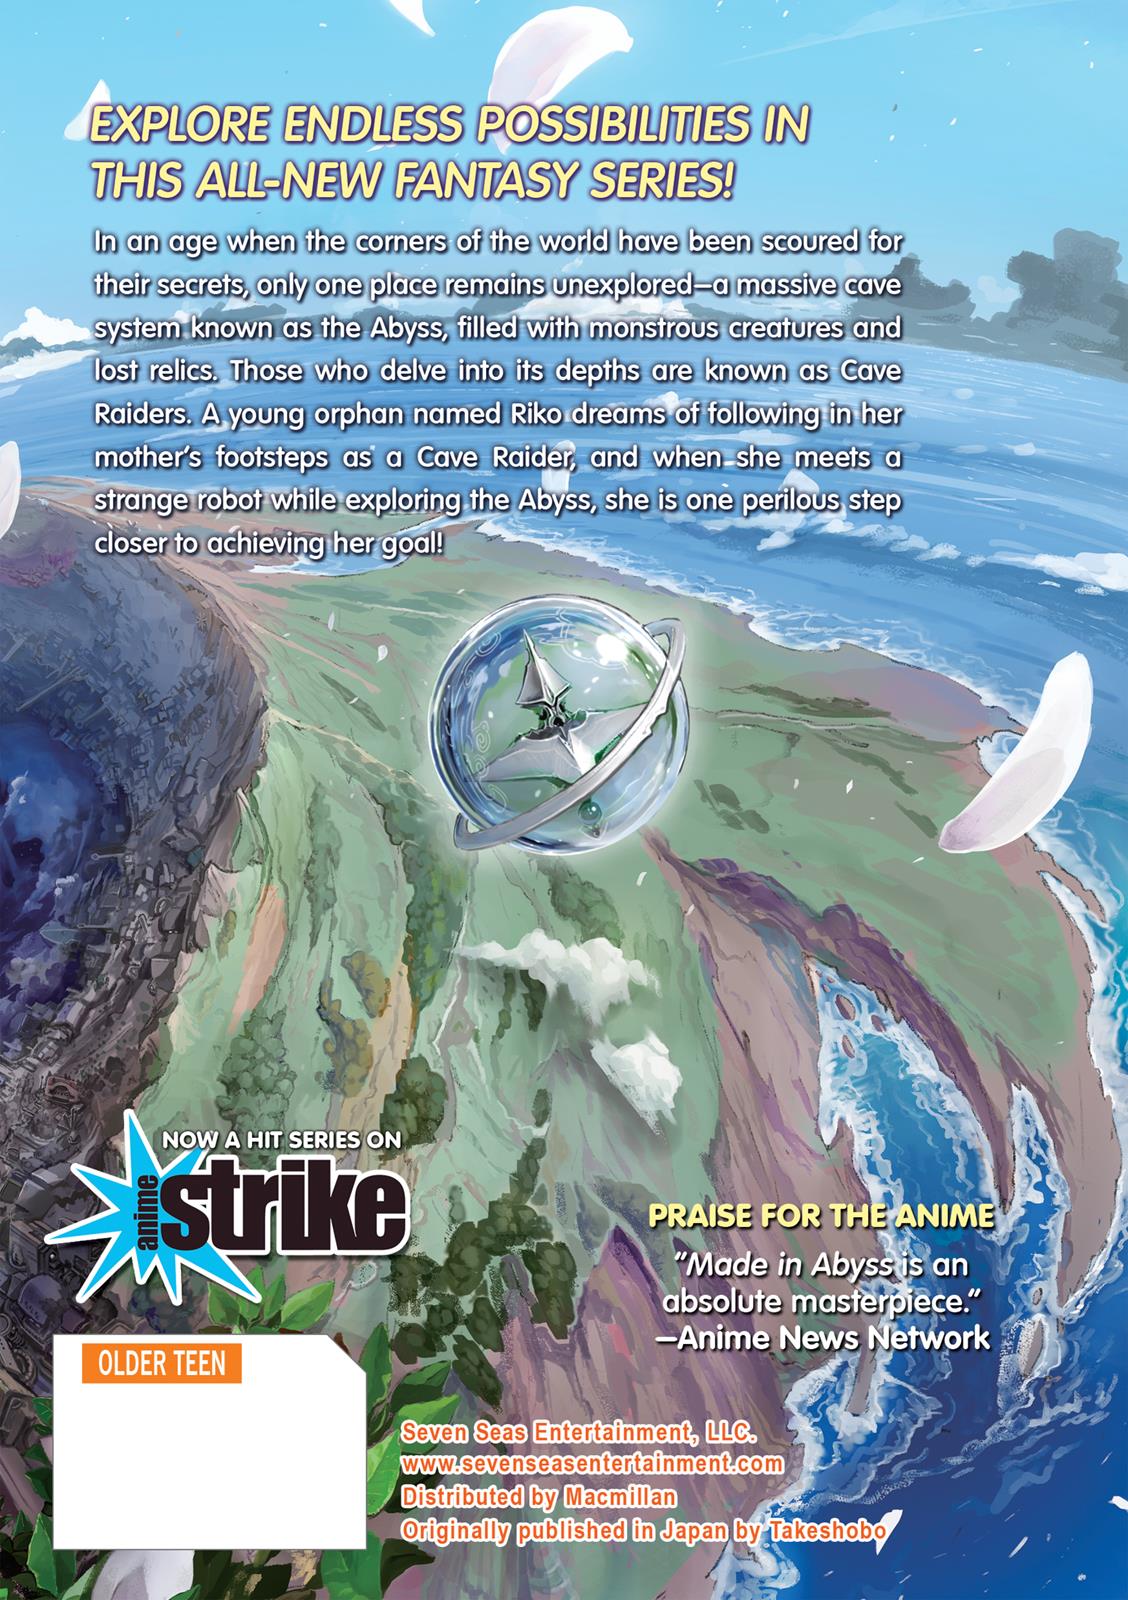 EXPLORE ENDLESS POSSIBILITIES IN
THIS ALL-NEW FANTASY SERIES!
In an age when the corners of the world have been scoured for
their secrets, only one place remains unexplored—a massive cave
system known as the Abyss, filled with monstrous creatures and
lost relics. Those who delve into its depths are known as Cave
Raiders. A young orphan named Riko dreams of following in her
mother's footsteps as a Cave Raider, and when she meets a
strange robot while exploring the Abyss, she is one perilous step
closer to achieving her goal!
NOW A HIT SERIES ON
anime strike
PRAISE FOR THE ANIME
"Made in Abyss is an
absolute masterpiece."
—Anime News Network
OLDER TEEN
Seven Seas Entertainment, LLC.
www.sevenseasentertainment.com
Distributed by Macmillan
Originally published in Japan by Takeshobo